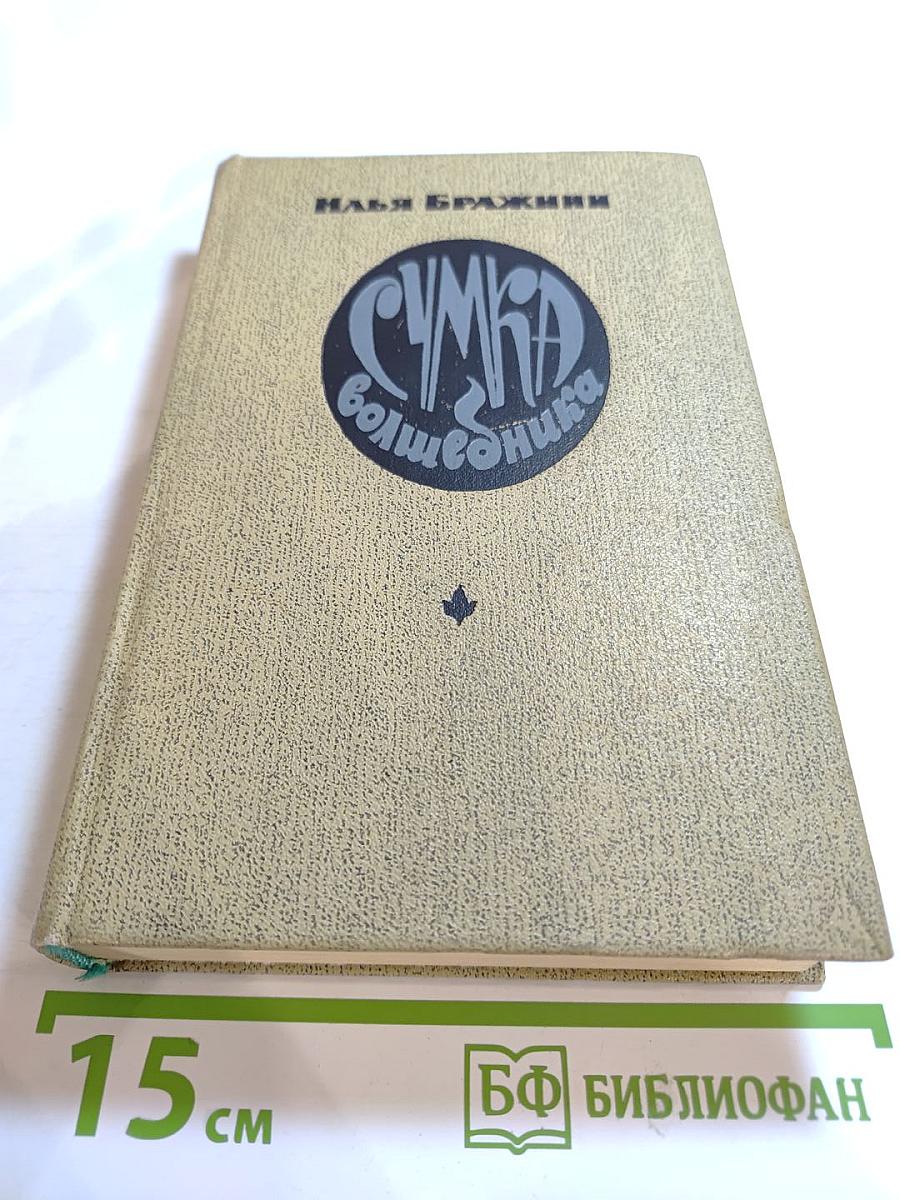 Илья Бражнин
СУМКА
волшебника
15 см
БФ БИБЛИОФАН